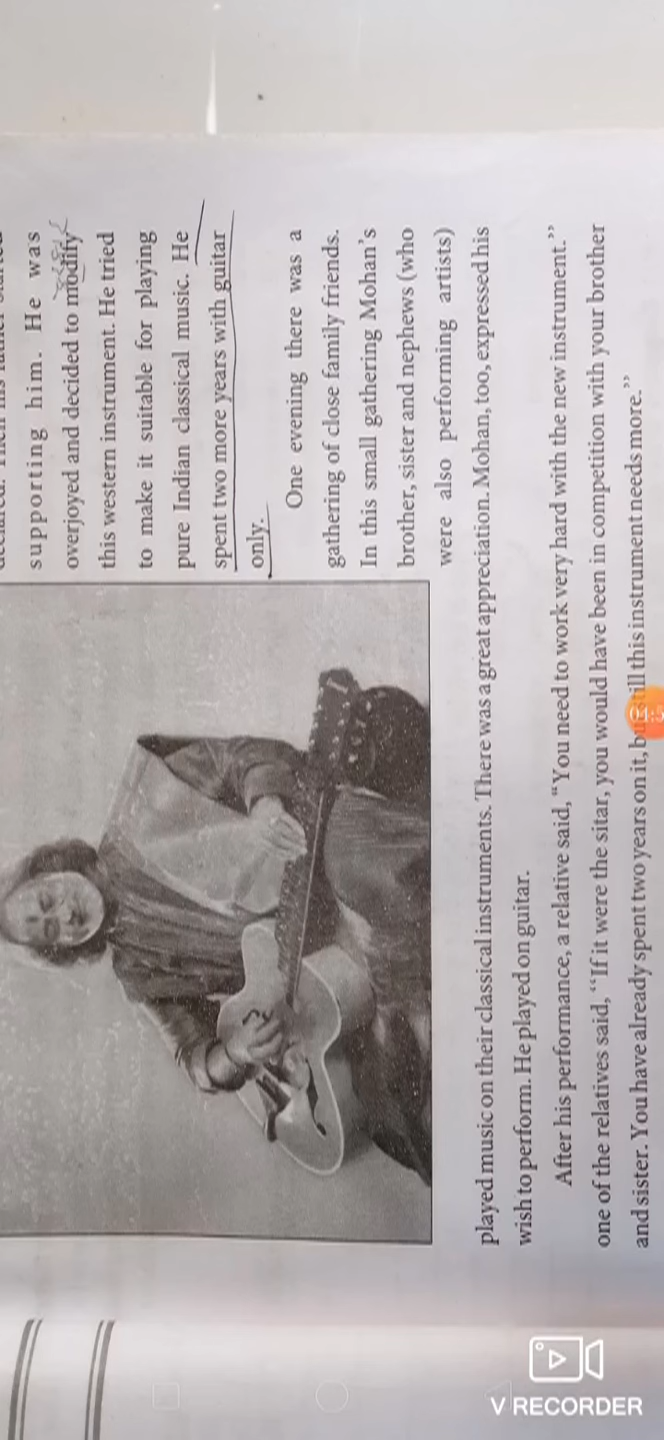 supporting him. He was
overjoyed and decided to modify
this western instrument. He tried
to make it suitable for playing
pure Indian classical music. He
spent two more years with guitar
only.
One evening there was a
gathering of close family friends.
In this small gathering Mohan's
brother, sister and nephews (who
were also performing artists)
played music on their classical instruments. There was a great appreciation. Mohan, too, expressed his
wish to perform. He played on guitar.
After his performance, a relative said, "You need to work very hard with the new instrument."
one of the relatives said, "If it were the sitar, you would have been in competition with your brother
and sister. You have already spent two years on it, this instrument needs more."
V RECORDER